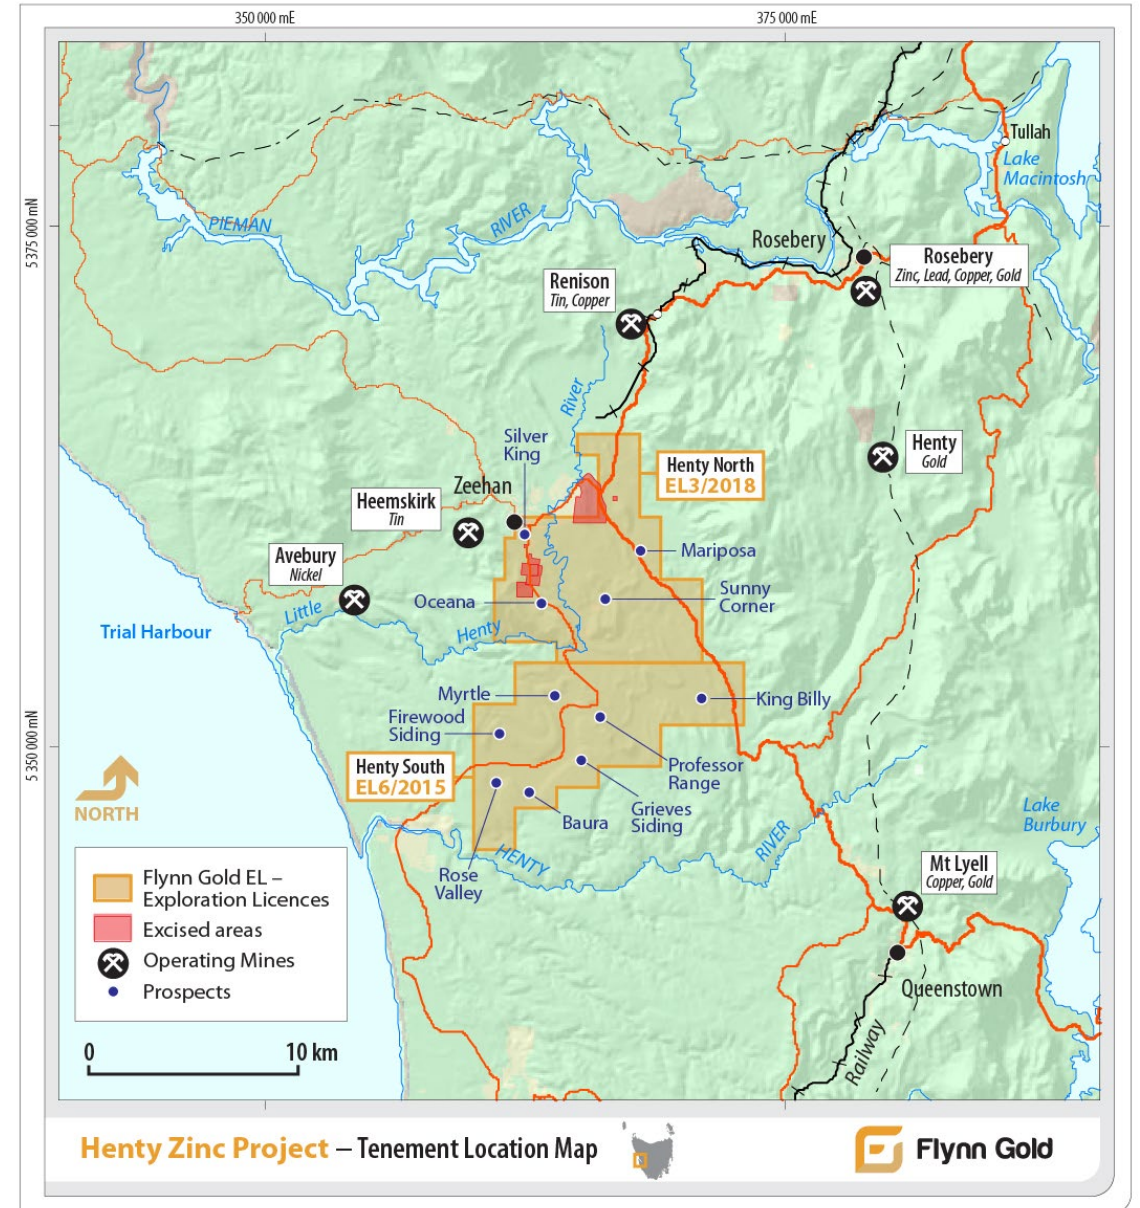 350 000 mE
375 000 mE
5375 000 mN
5350 000 mN
Tullah
Lake
Macintosh
PIEMAN
RIVER
Rosebery
Rosebery
Zinc, Lead, Copper, Gold
Renison
Tin, Copper
River
Silver
King
Henty North
EL3/2018
Henty
Gold
Zeehan
Heemskirk
Tin
Avebury
Nickel
Mariposa
Sunny
Corner
Oceana
Little
Henty
Trial Harbour
Myrtle
King Billy
Firewood
Siding
Professor
Range
Henty South
EL6/2015
Grieves
Siding
Baura
Rose
Valley
HENTY
RIVER
Lake
Burbury
NORTH
Mt Lyell
Copper, Gold
Queenstown
Railway
Flynn Gold EL –
Exploration Licences
Excised areas
Operating Mines
Prospects
0
10 km
Henty Zinc Project – Tenement Location Map
Flynn Gold